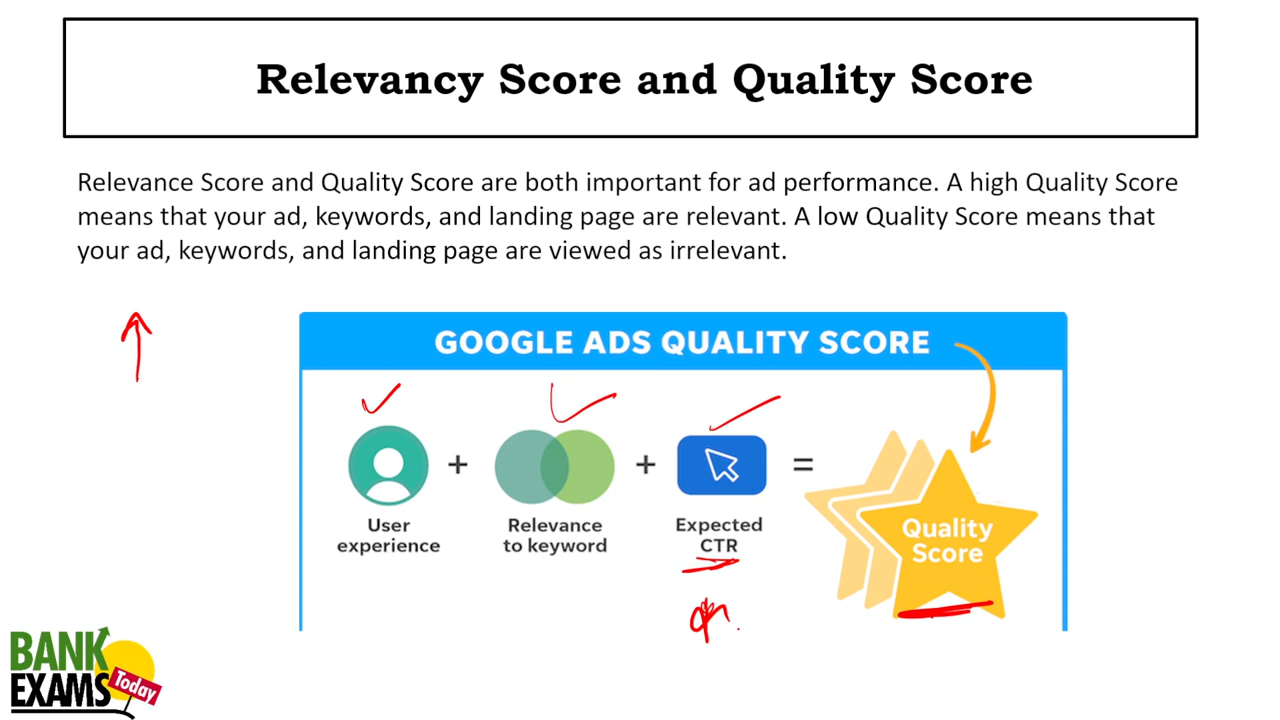 Relevancy Score and Quality Score
Relevance Score and Quality Score are both important for ad performance. A high Quality Score
means that your ad, keywords, and landing page are relevant. A low Quality Score means that
your ad, keywords, and landing page are viewed as irrelevant.
GOOGLE ADS QUALITY SCORE
User
experience
+
Relevance
to keyword
+
Expected
CTR
=
Quality
Score
BANK
EXAMS
Today